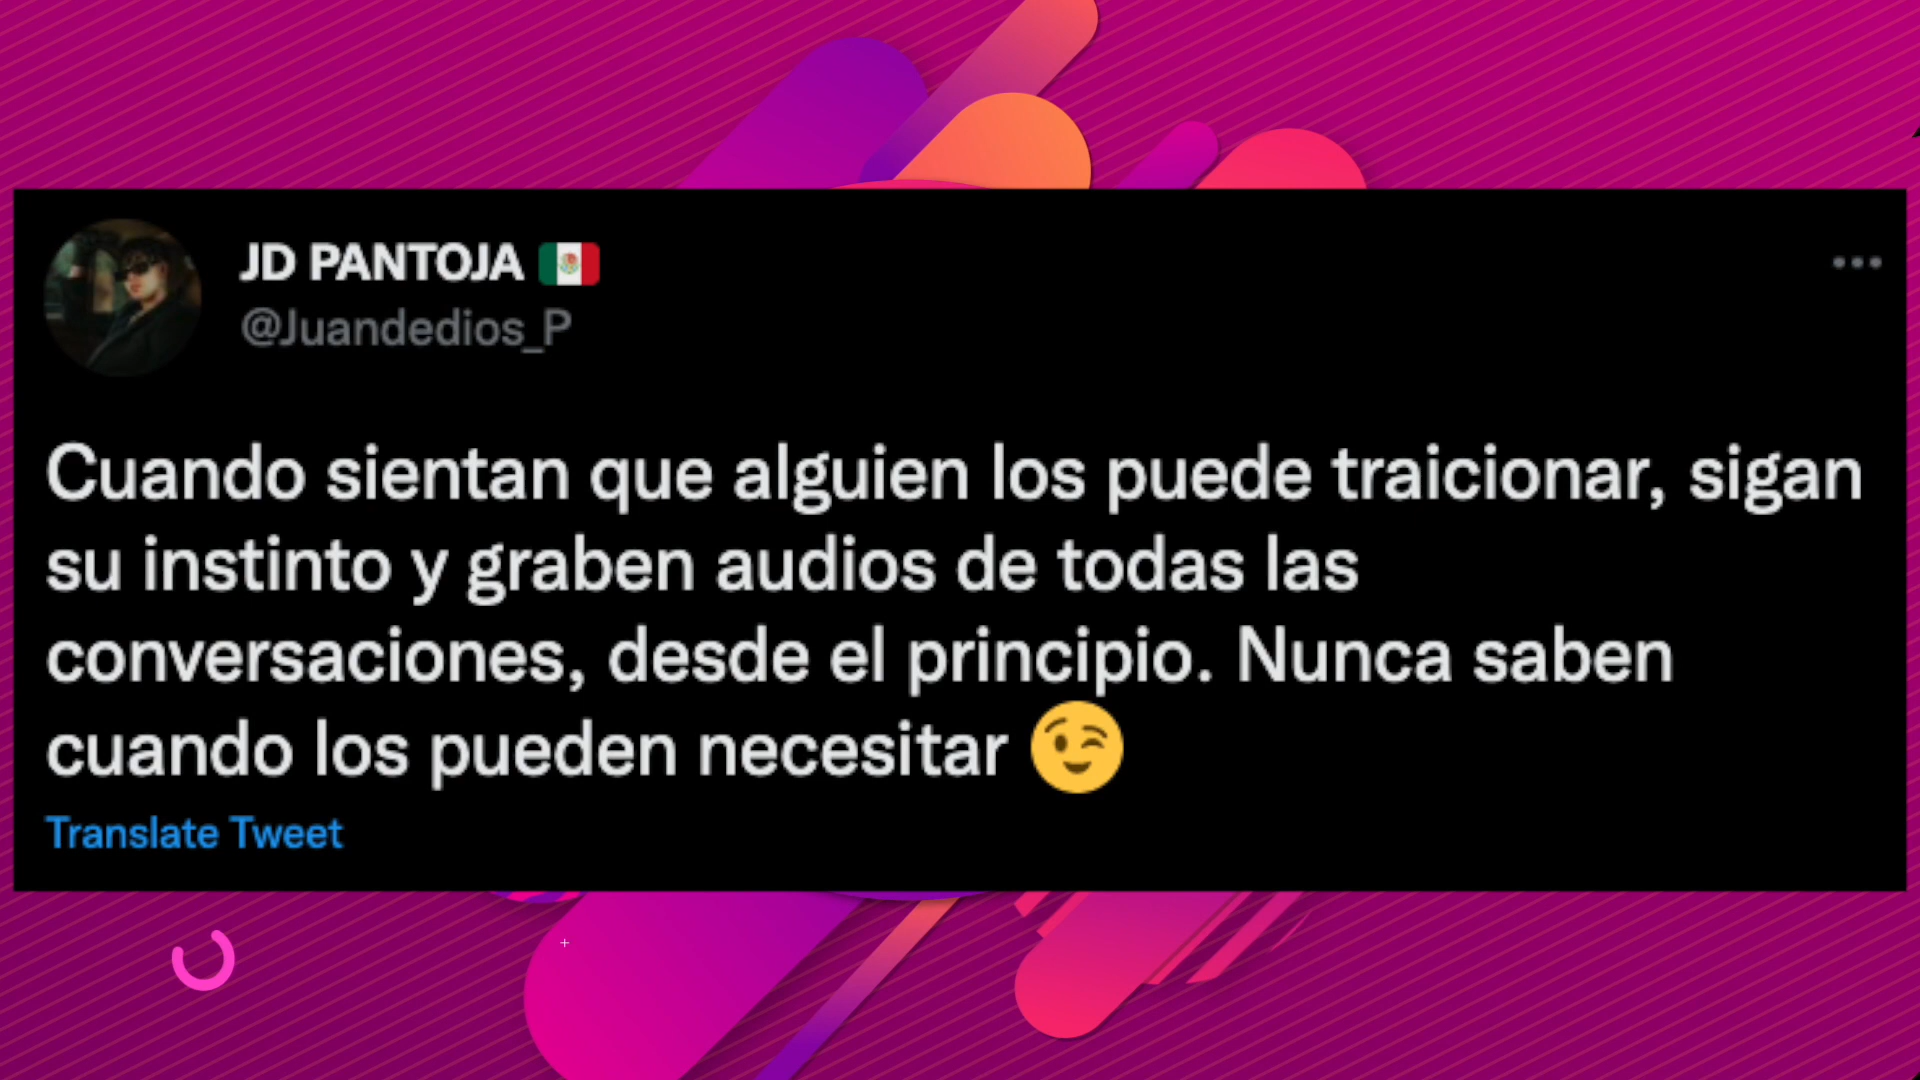 JD PANTOJA 🇲🇽
@Juandedios_P
Cuando sientan que alguien los puede traicionar, sigan
su instinto y graben audios de todas las
conversaciones, desde el principio. Nunca saben
cuando los pueden necesitar 😉
Translate Tweet